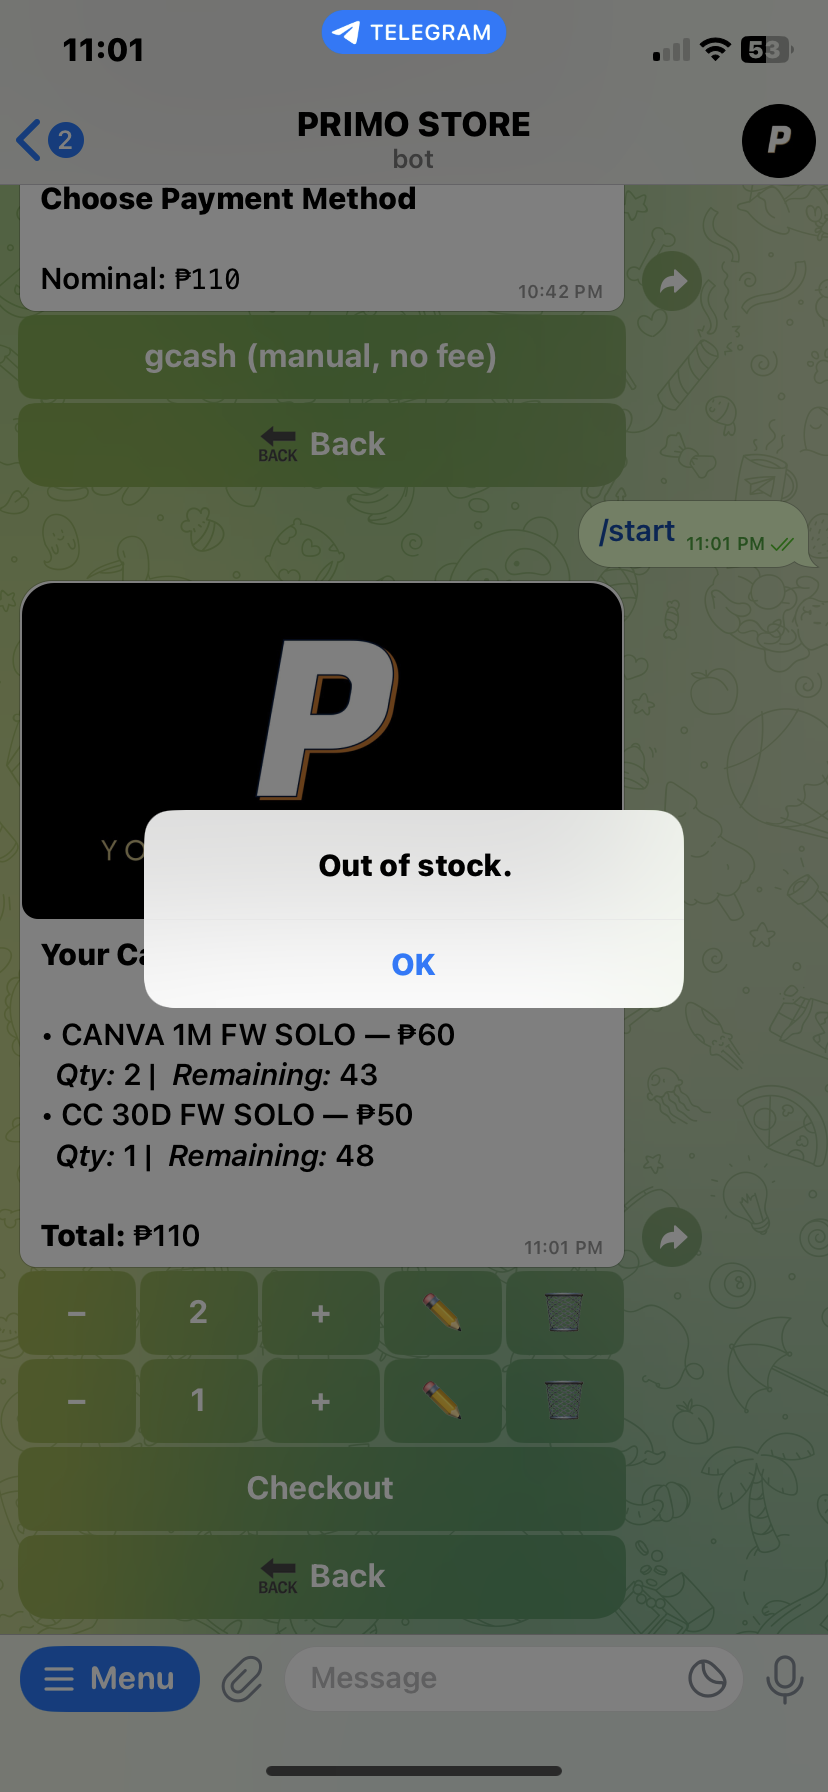 11:01
TELEGRAM
53
2
PRIMO STORE
bot
P
Choose Payment Method
Nominal: ₱110
10:42 PM
gcash (manual, no fee)
BACK Back
/start 11:01 PM
P
YO
Out of stock.
OK
Your Ca
• CANVA 1M FW SOLO — ₱60
Qty: 2 | Remaining: 43
• CC 30D FW SOLO — ₱50
Qty: 1 | Remaining: 48
Total: ₱110
11:01 PM
− 2 +
− 1 +
Checkout
BACK Back
Menu
Message